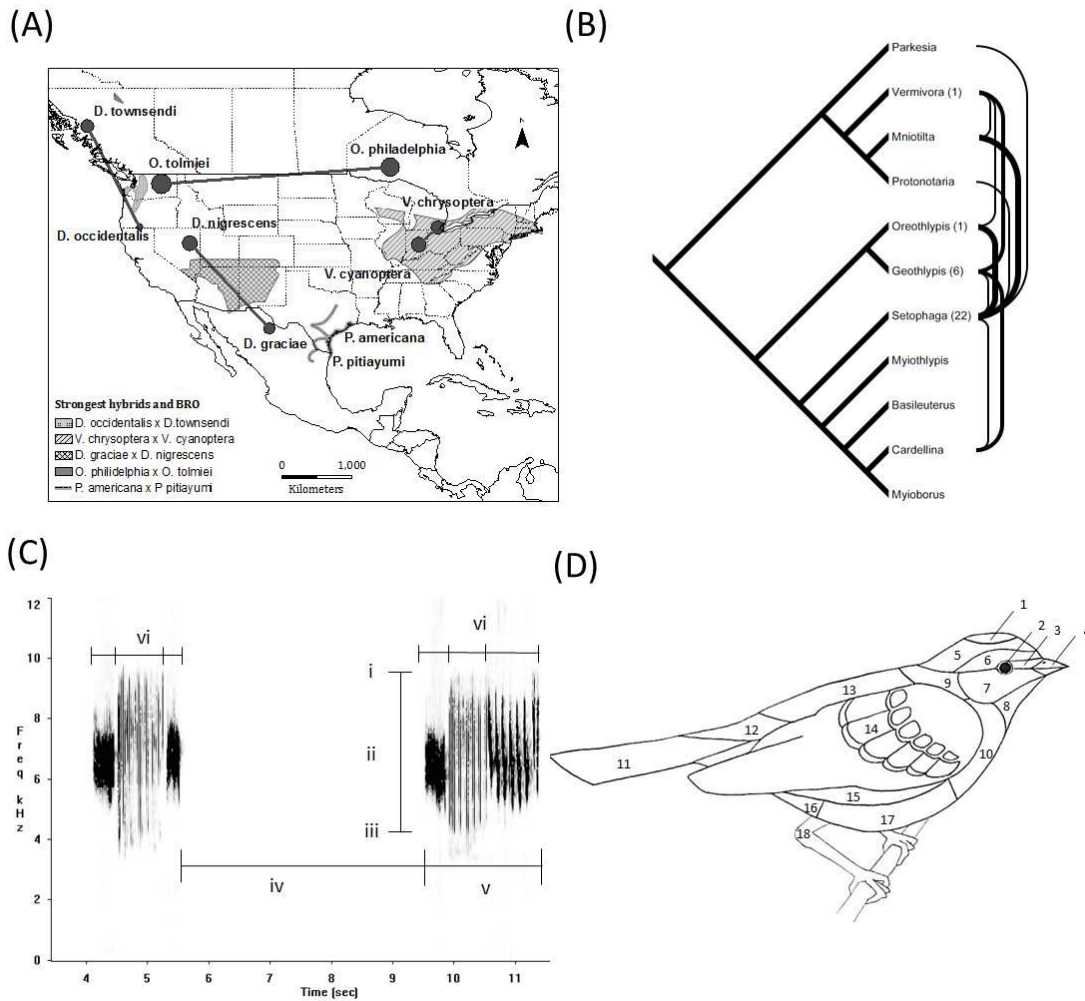 (A)
D. townsendi
O. tolmiei
O. philadelphia
D. nigrescens
V. chrysoptera
D. occidentalis
V. cyanoptera
D. graciae
P. americana
P. pitiayumi
Strongest hybrids and BRO
D. occidentalis x D.townsendi
V. chrysoptera x V. cyanoptera
D. graciae x D. nigrescens
O. philidelphia x O. tolmiei
P. americana x P pitiayumi
0 1,000
Kilometers
N
(B)
Parkesia
Vermivora (1)
Mniotilta
Protonotaria
Oreothlypis (1)
Geothlypis (6)
Setophaga (22)
Myiothlypis
Basileuterus
Cardellina
Myioborus
(C)
12
10
8
6
4
2
0
Freq kHz
vi
vi
i
ii
iii
iv
v
4 5 6 7 8 9 10 11
Time (sec)
(D)
1
2
3
4
5
6
7
8
9
10
11
12
13
14
15
16
17
18